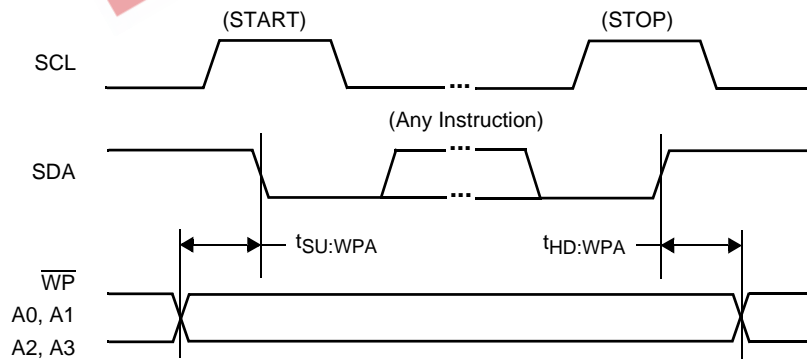 (START)
(STOP)
SCL
...
(Any Instruction)
...
SDA
...
tSU:WPA
tHD:WPA
WP
A0, A1
A2, A3